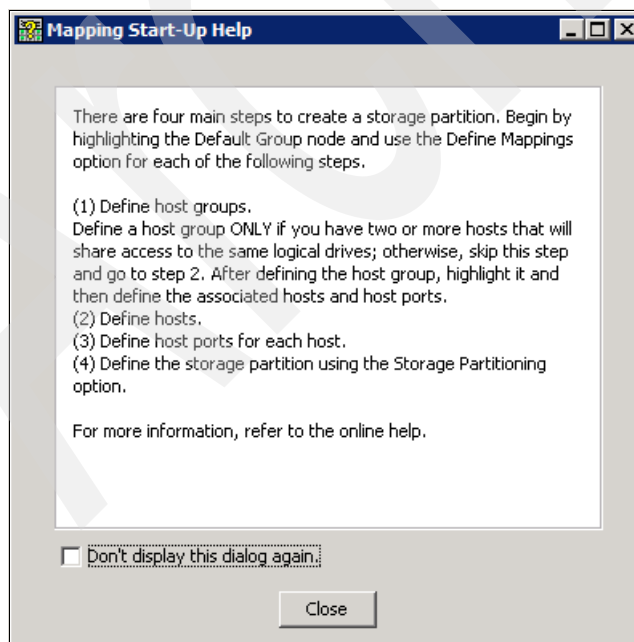 Mapping Start-Up Help
There are four main steps to create a storage partition. Begin by
highlighting the Default Group node and use the Define Mappings
option for each of the following steps.
(1) Define host groups.
Define a host group ONLY if you have two or more hosts that will
share access to the same logical drives; otherwise, skip this step
and go to step 2. After defining the host group, highlight it and
then define the associated hosts and host ports.
(2) Define hosts.
(3) Define host ports for each host.
(4) Define the storage partition using the Storage Partitioning
option.
For more information, refer to the online help.
Don't display this dialog again.
Close